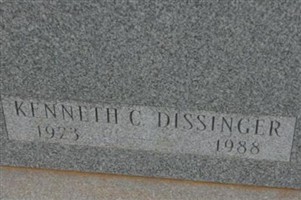 KENNETH C. DISSINGER
1923 1988